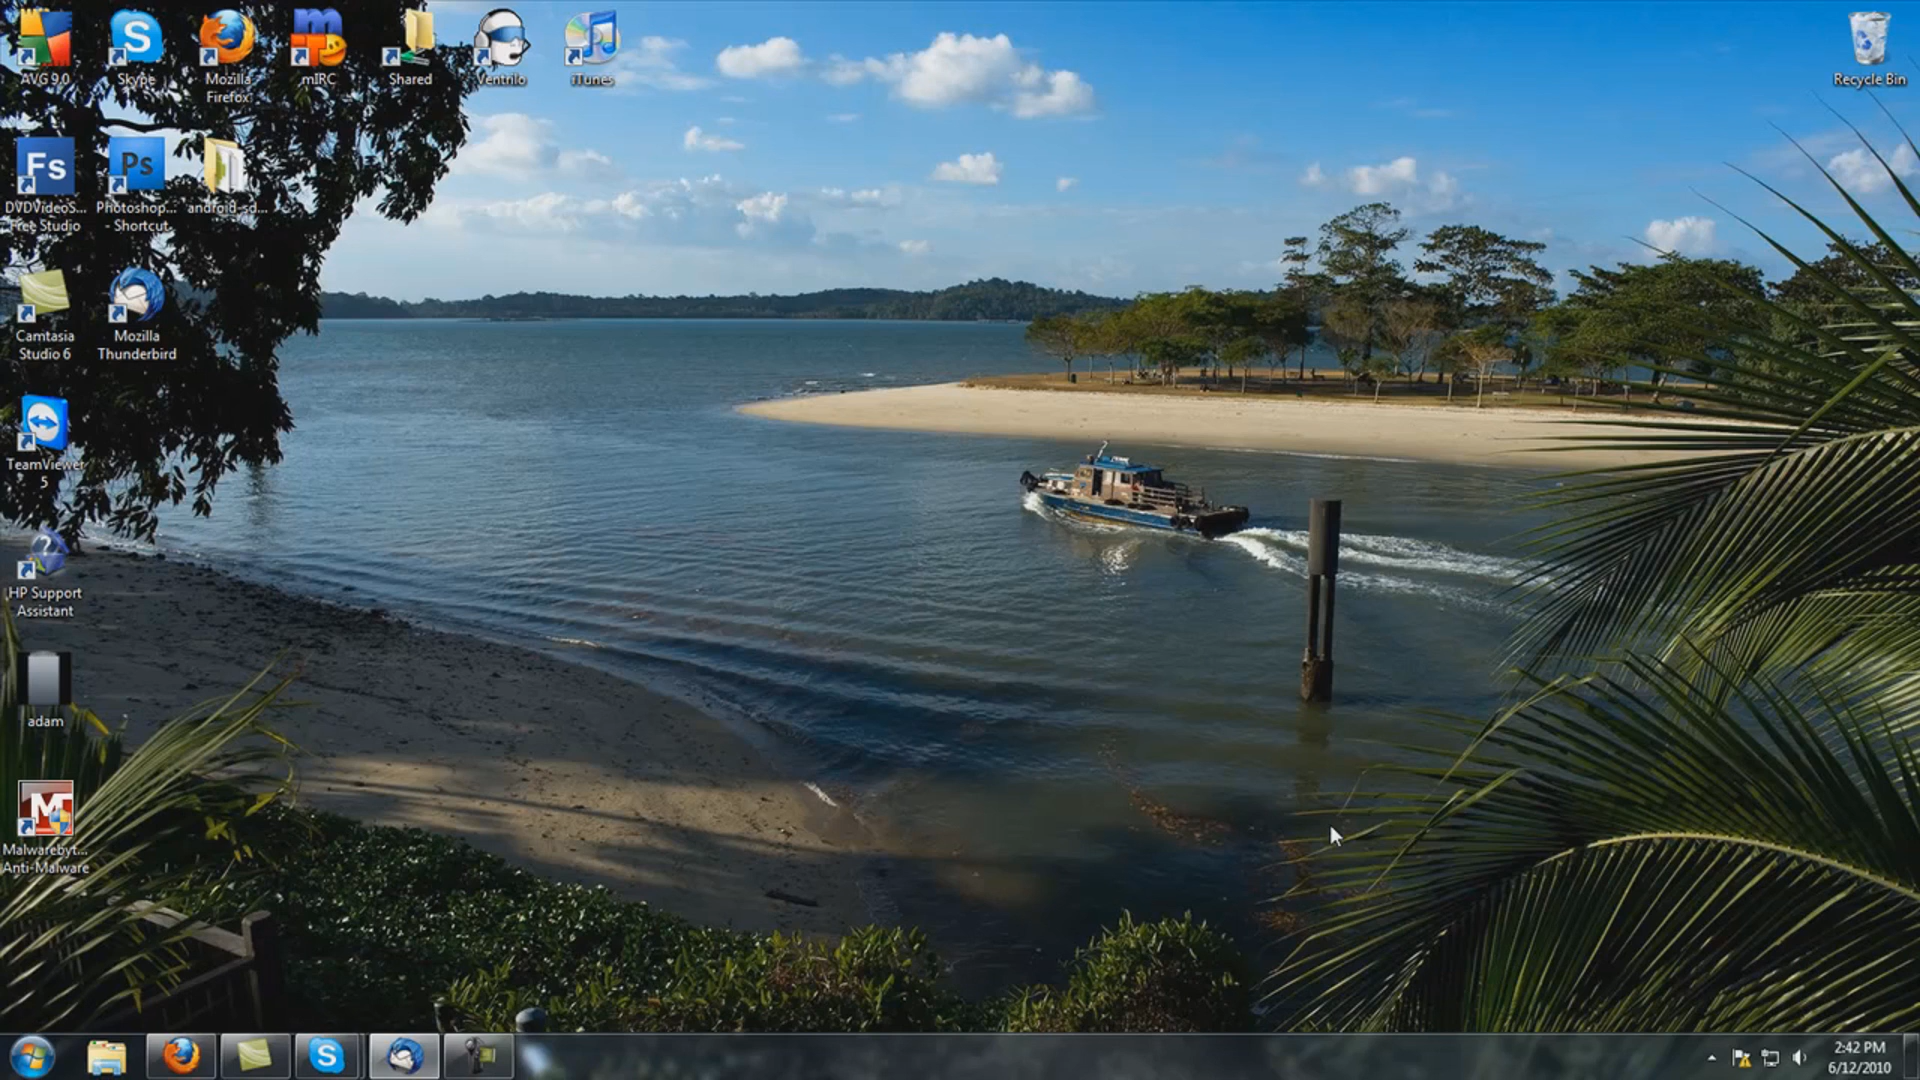 AVG 9.0
Skype
Mozilla
Firefox
mIRC
Shared
Ventrilo
iTunes
Recycle Bin
Fs
DVDVideoS...
Free Studio
Ps
Photoshop...
- Shortcut
android-sd...
Camtasia
Studio 6
Mozilla
Thunderbird
TeamViewer
5
HP Support
Assistant
adam
Malwarebyt...
Anti-Malware
2:42 PM
6/12/2010